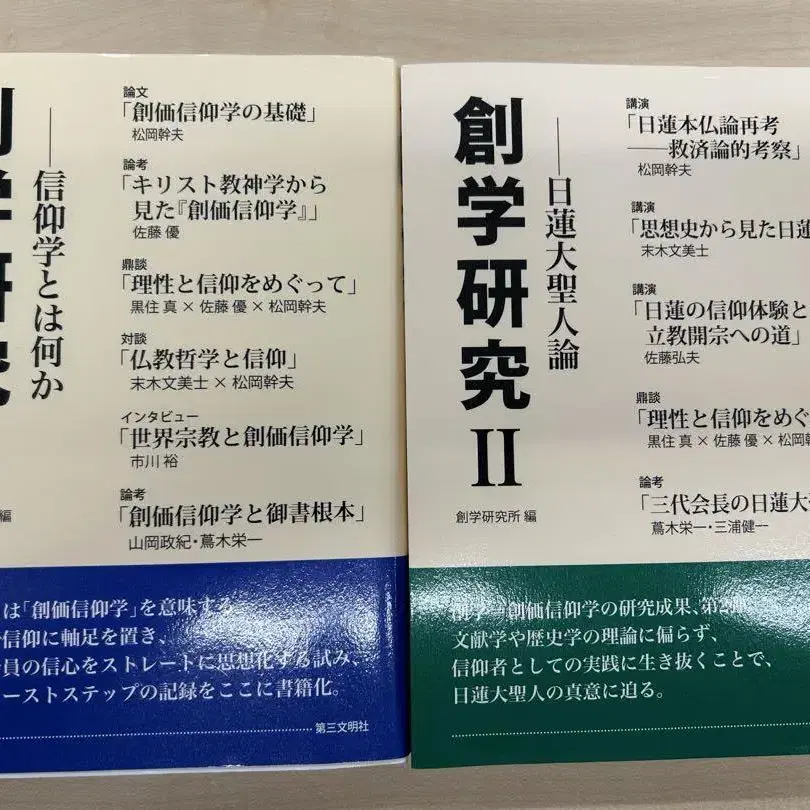 創学研究
――信仰学とは何か
論文
「創価信仰学の基礎」
松岡幹夫
論考
「キリスト教神学から
見た『創価信仰学』」
佐藤 優
鼎談
「理性と信仰をめぐって」
黒住 真×佐藤 優×松岡幹夫
対談
「仏教哲学と信仰」
末木文美士×松岡幹夫
インタビュー
「世界宗教と創価信仰学」
市川 裕
論考
「創価信仰学と御書根本」
山岡政紀・蔦木栄一
編
は「創価信仰学」を意味する
信仰に軸足を置き、
員の信心をストレートに思想化する試み、
ーストステップの記録をここに書籍化。
第三文明社
創学研究II
――日蓮大聖人論
創学研究所 編
講演
「日蓮本仏論再考
――救済論的考察」
松岡幹夫
講演
「思想史から見た日蓮
末木文美士
講演
「日蓮の信仰体験と
立教開宗への道」
佐藤弘夫
鼎談
「理性と信仰をめぐ
黒住 真×佐藤 優×松岡幹
論考
「三代会長の日蓮大
蔦木栄一・三浦健一
創学=創価信仰学の研究成果、第2弾
文献学や歴史学の理論に偏らず、
信仰者としての実践に生き抜くことで、
日蓮大聖人の真意に迫る。